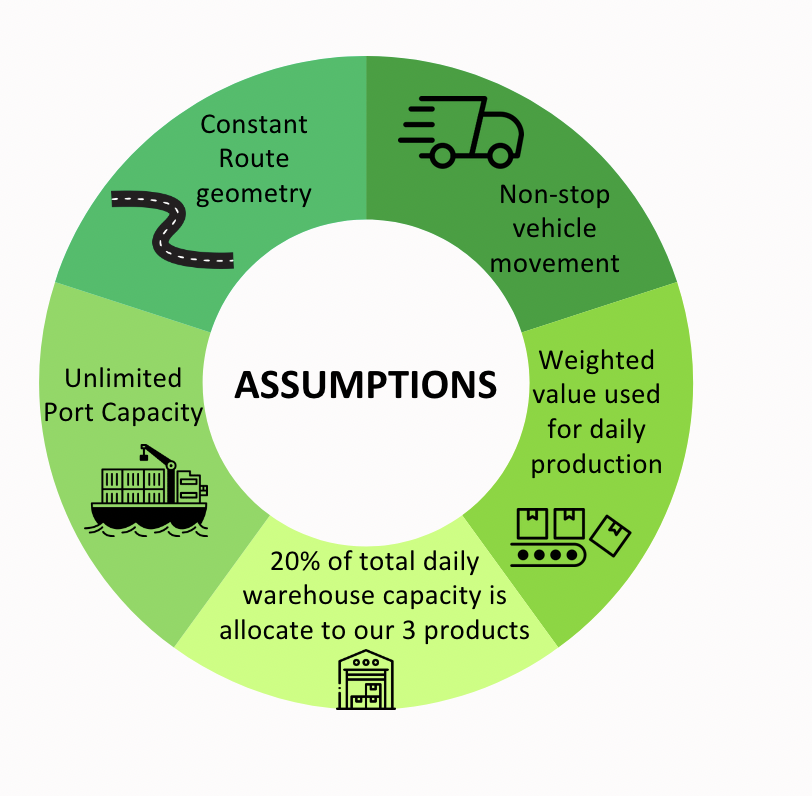 Constant
Route
geometry
Non-stop
vehicle
movement
Weighted
value used
for daily
production
20% of total daily
warehouse capacity is
allocate to our 3 products
Unlimited
Port Capacity
ASSUMPTIONS